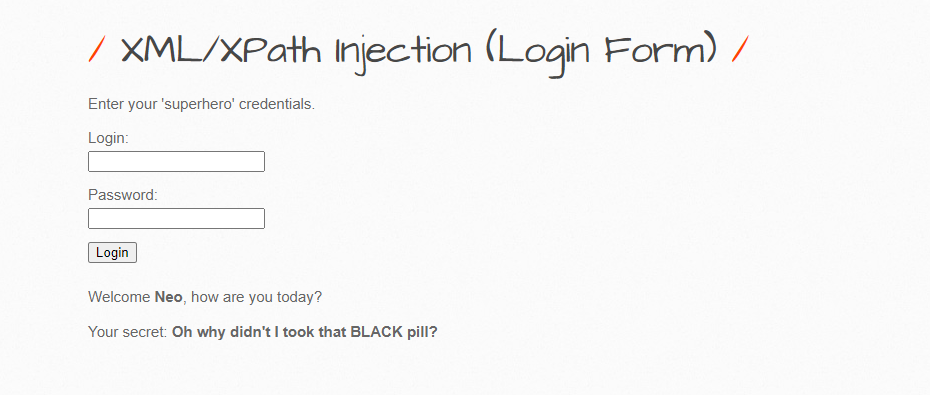 / XML/XPath Injection (Login Form) /
Enter your 'superhero' credentials.
Login:
Password:
Login
Welcome Neo, how are you today?
Your secret: Oh why didn't I took that BLACK pill?